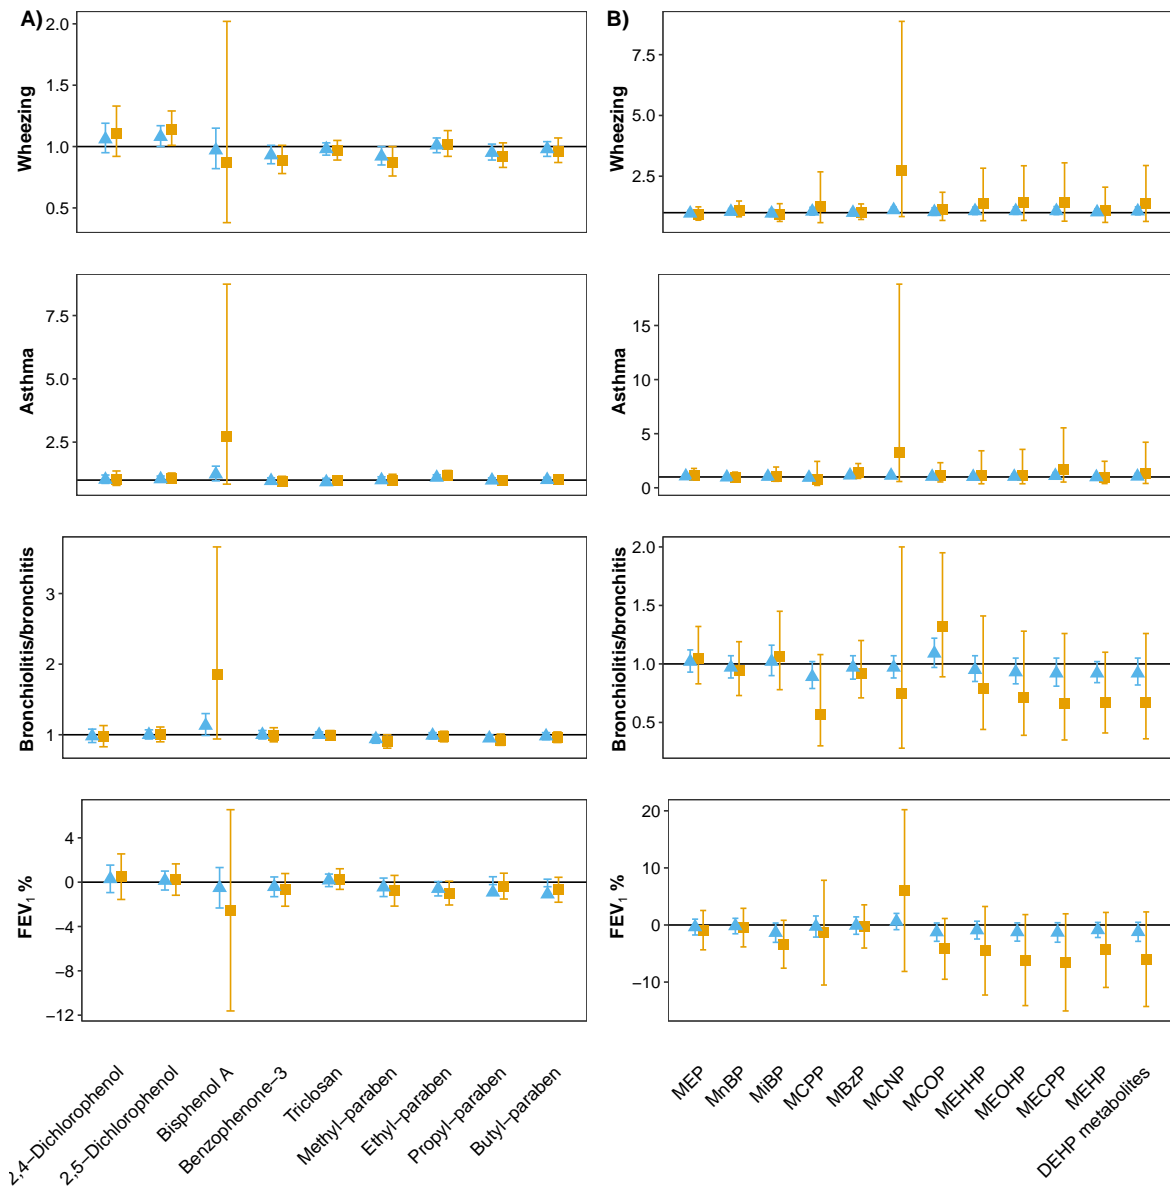 A)
Wheezing
2.0
1.5
1.0
0.5
Asthma
7.5
5.0
2.5
Bronchiolitis/bronchitis
3
2
1
FEV1 %
4
0
−4
−8
−12
2,4−Dichlorophenol
2,5−Dichlorophenol
Bisphenol A
Benzophenone−3
Triclosan
Methyl−paraben
Ethyl−paraben
Propyl−paraben
Butyl−paraben
B)
Wheezing
7.5
5.0
2.5
Asthma
15
10
5
0
Bronchiolitis/bronchitis
2.0
1.5
1.0
0.5
FEV1 %
20
10
0
−10
MEP
MnBP
MiBP
MCPP
MBzP
MCNP
MCOP
MEHHP
MEOHP
MECPP
MEHP
DEHP metabolites